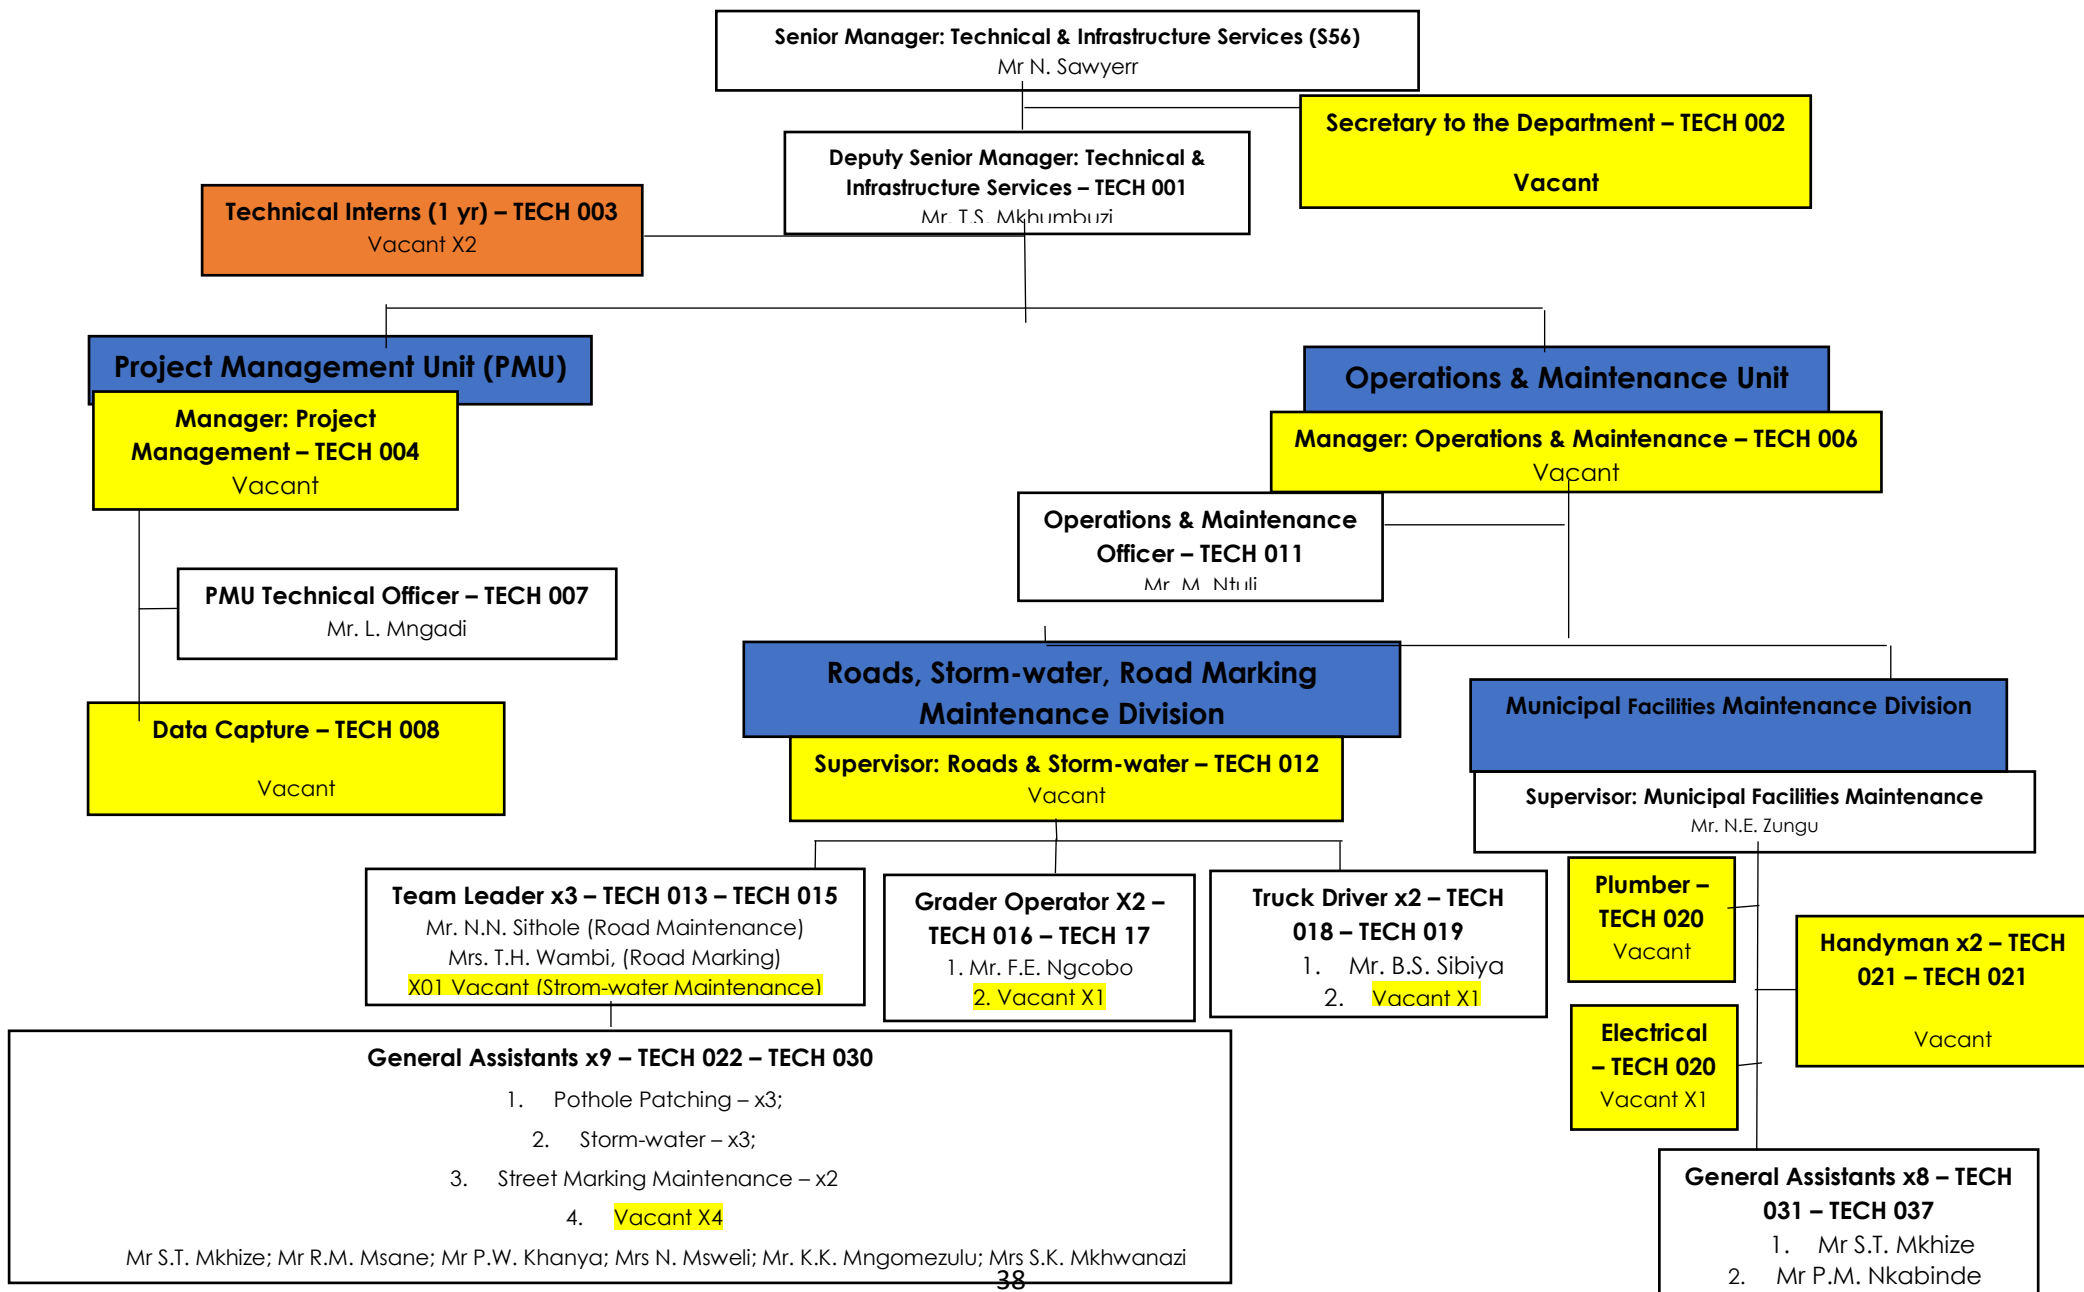 Senior Manager: Technical & Infrastructure Services (S56)
Mr N. Sawyerr
Secretary to the Department – TECH 002
Vacant
Deputy Senior Manager: Technical &
Infrastructure Services – TECH 001
Mr. T.S. Mkhumbuzi
Technical Interns (1 yr) – TECH 003
Vacant X2
Project Management Unit (PMU)
Manager: Project
Management – TECH 004
Vacant
PMU Technical Officer – TECH 007
Mr. L. Mngadi
Data Capture – TECH 008
Vacant
Operations & Maintenance Unit
Manager: Operations & Maintenance – TECH 006
Vacant
Operations & Maintenance
Officer – TECH 011
Mr. M. Ntuli
Roads, Storm-water, Road Marking
Maintenance Division
Supervisor: Roads & Storm-water – TECH 012
Vacant
Municipal Facilities Maintenance Division
Supervisor: Municipal Facilities Maintenance
Mr. N.E. Zungu
Team Leader x3 – TECH 013 – TECH 015
Mr. N.N. Sithole (Road Maintenance)
Mrs. T.H. Wambi, (Road Marking)
X01 Vacant (Strom-water Maintenance)
Grader Operator X2 –
TECH 016 – TECH 17
1. Mr. F.E. Ngcobo
2. Vacant X1
Truck Driver x2 – TECH
018 – TECH 019
1. Mr. B.S. Sibiya
2. Vacant X1
Plumber –
TECH 020
Vacant
Handyman x2 – TECH
021 – TECH 021
Vacant
Electrical
– TECH 020
Vacant X1
General Assistants x9 – TECH 022 – TECH 030
1. Pothole Patching – x3;
2. Storm-water – x3;
3. Street Marking Maintenance – x2
4. Vacant X4
Mr S.T. Mkhize; Mr R.M. Msane; Mr P.W. Khanya; Mrs N. Msweli; Mr. K.K. Mngomezulu; Mrs S.K. Mkhwanazi
General Assistants x8 – TECH
031 – TECH 037
1. Mr S.T. Mkhize
2. Mr P.M. Nkabinde
38